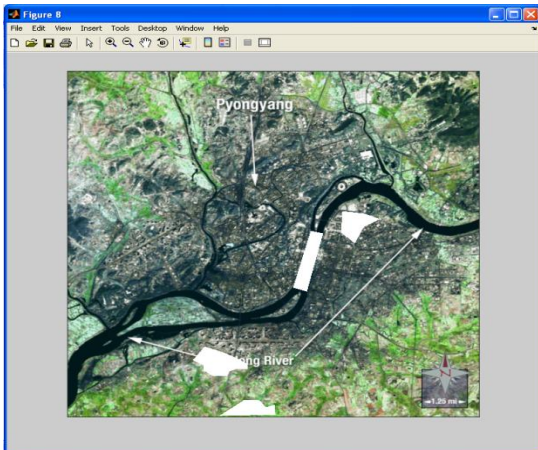 Figure 8
File Edit View Insert Tools Desktop Window Help
Pyongyang
River
1.25 mi